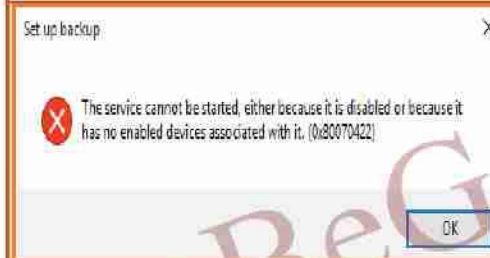 Set up backup
The service cannot be started, either because it is disabled or because it
has no enabled devices associated with it. (0x80070422)
OK
BeG